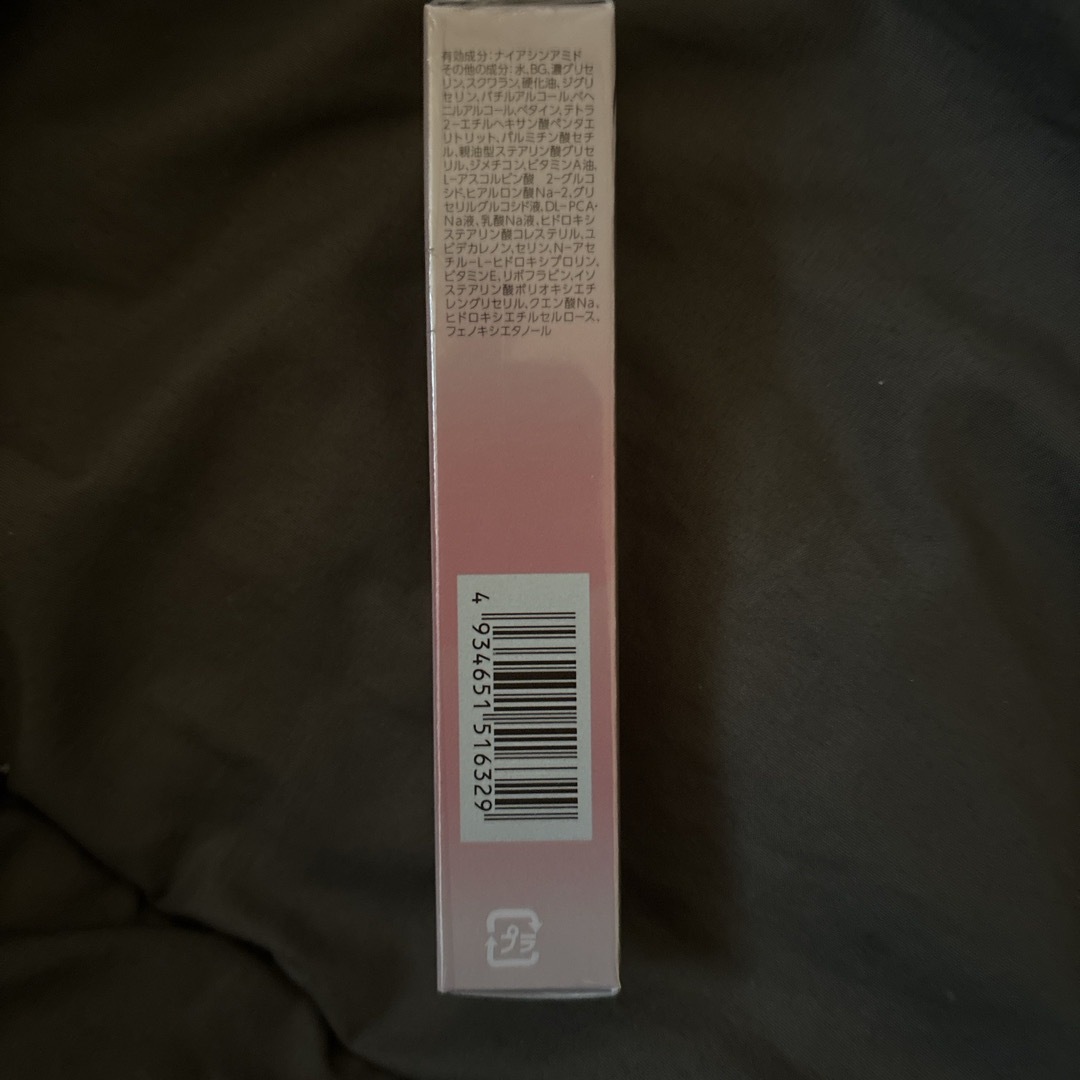 有効成分:ナイアシンアミド
その他の成分:水、BG、濃グリセ
リン、スクワラン、硬化油、ジグリ
セリン、バチルアルコール、ベヘ
ニルアルコール、ベタイン、テトラ
2-エチルヘキサン酸ペンタエ
リトリット、パルミチン酸セチ
ル、親油型ステアリン酸グリセ
リル、ジメチコン、ビタミンA油、
L-アスコルビン酸 2-グルコ
シド、ヒアルロン酸Na-2、グリ
セリルグルコシド液、DL-PCA・
Na液、乳酸Na液、ヒドロキシ
ステアリン酸コレステリル、ユ
ビデカレノン、セリン、N-アセ
チル-L-ヒドロキシプロリン、
ビタミンE、リボフラビン、イソ
ステアリン酸ポリオキシエチ
レングリセリル、クエン酸Na、
ヒドロキシエチルセルロース、
フェノキシエタノール
4 934651 516329
プラ